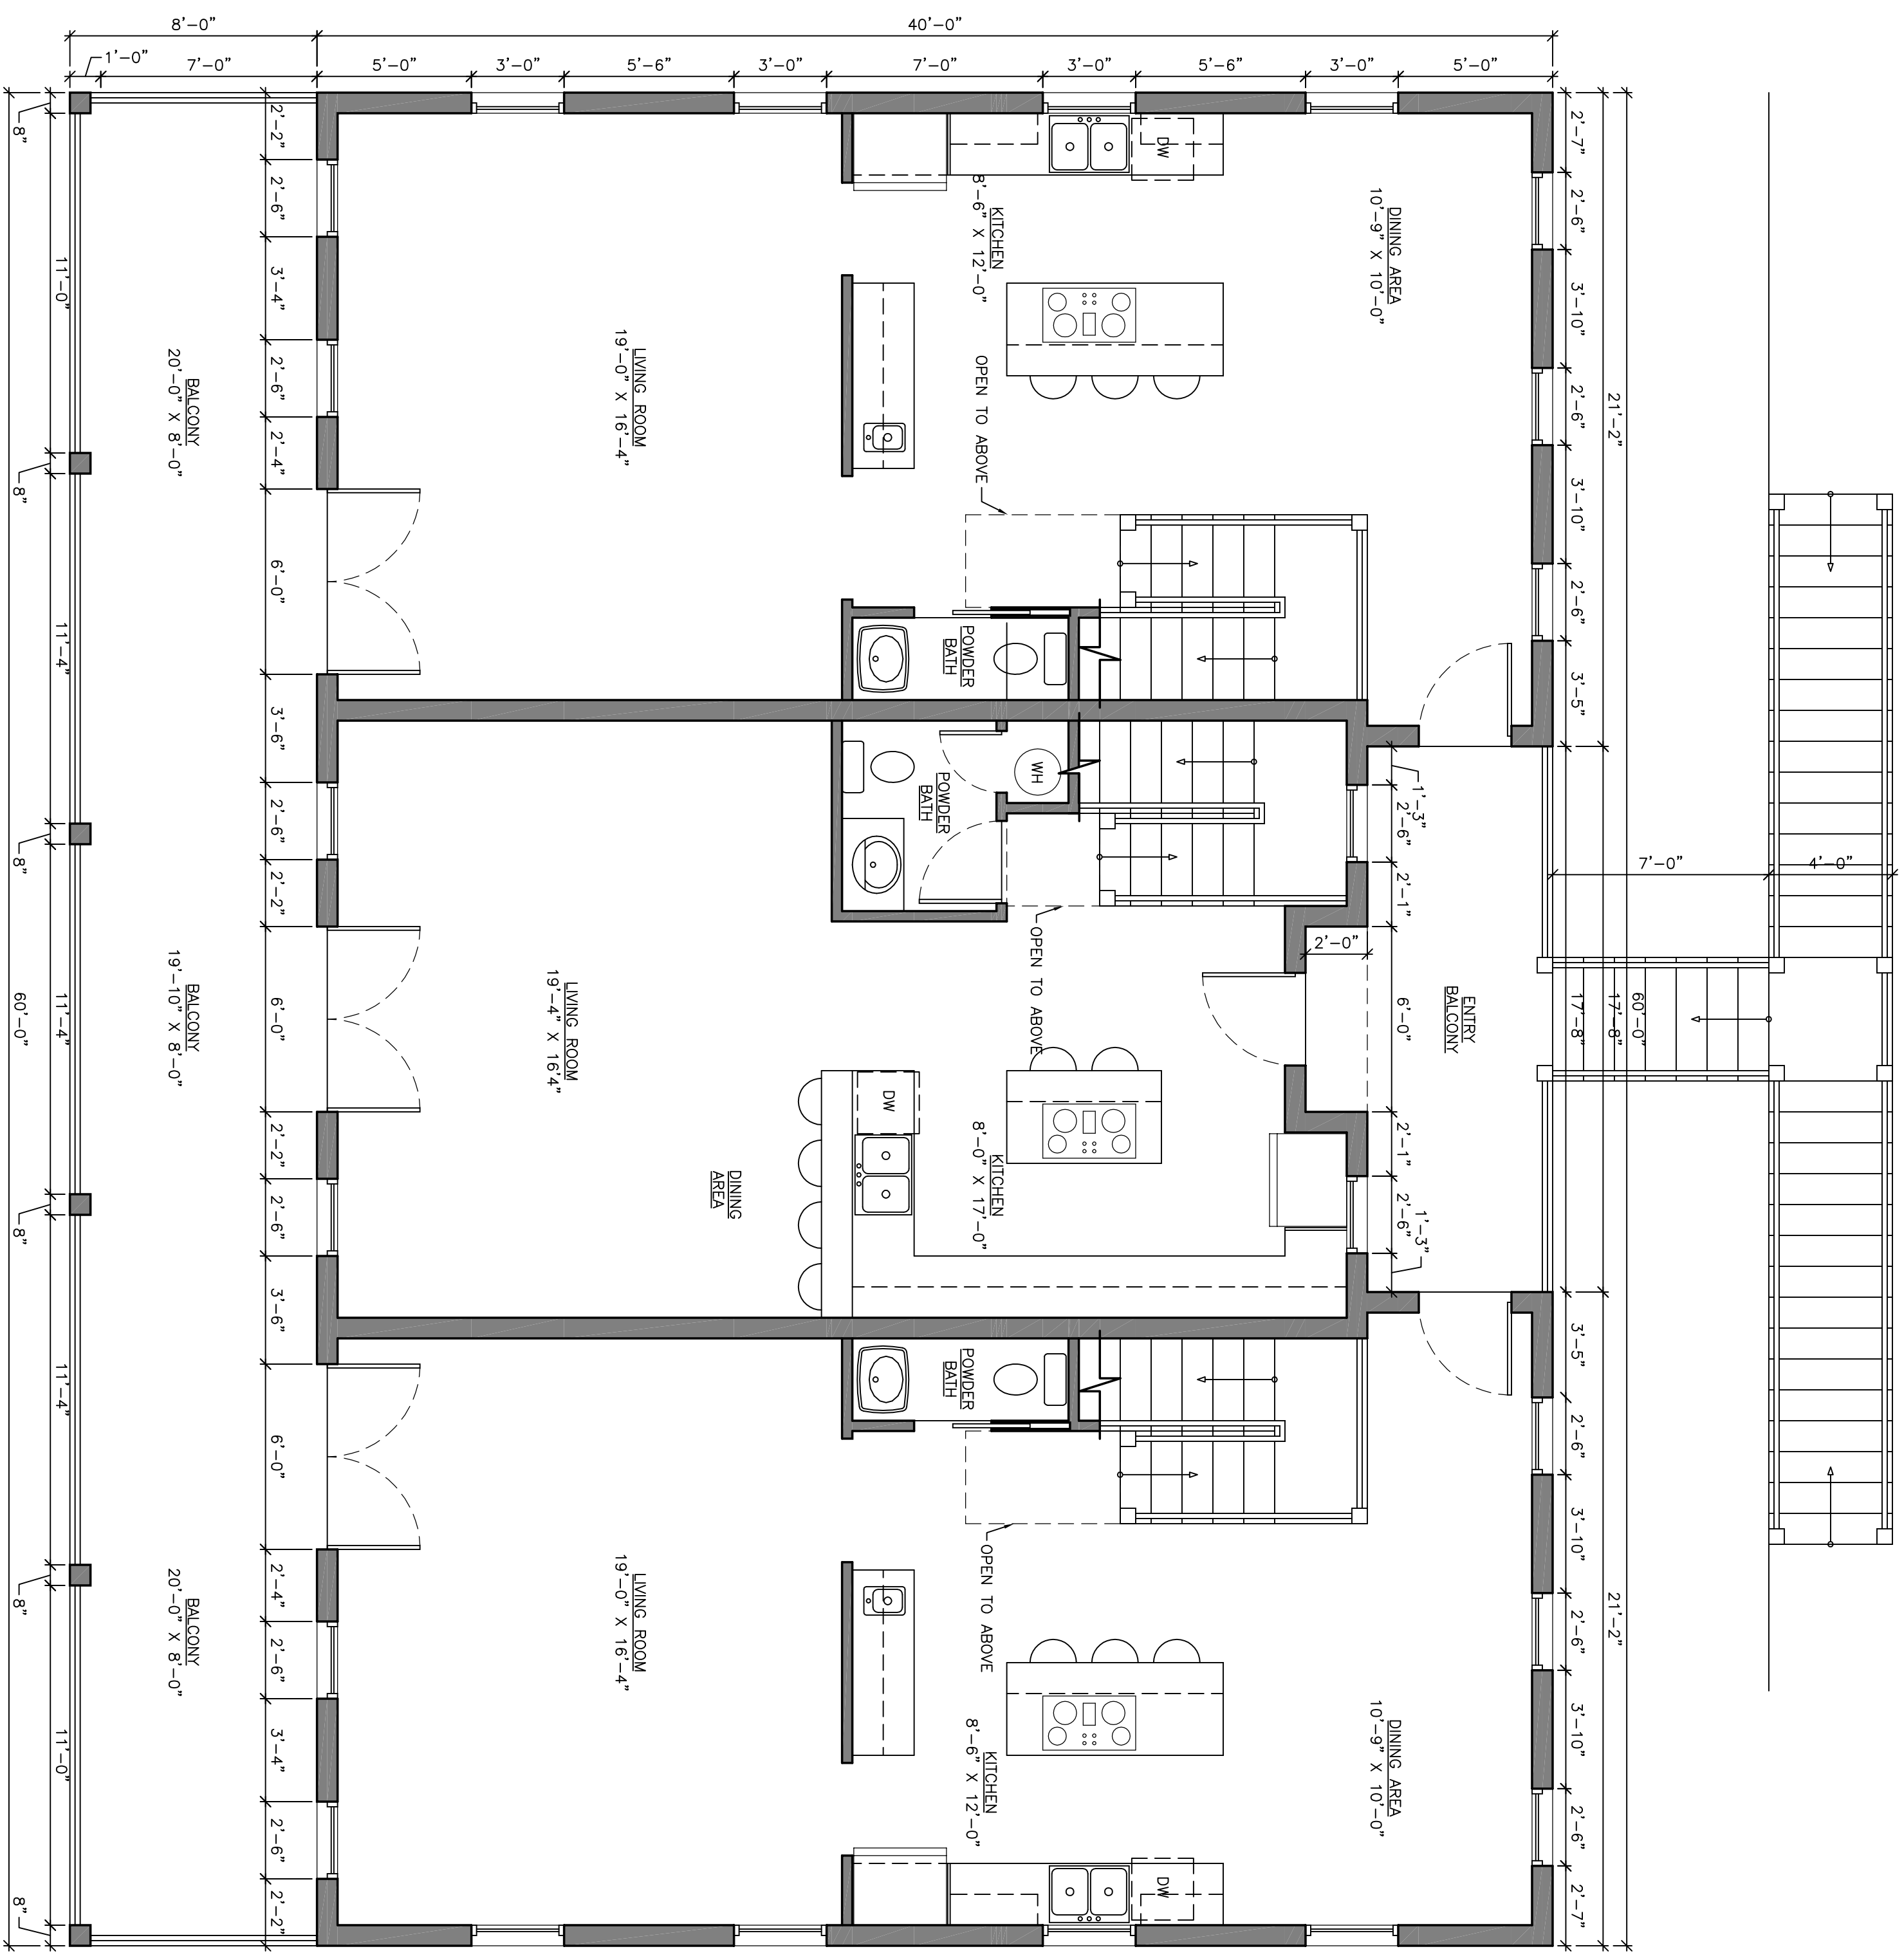 8'-0"
40'-0"
1'-0"
7'-0"
5'-0"
3'-0"
5'-6"
3'-0"
7'-0"
3'-0"
5'-6"
3'-0"
5'-0"
2'-7"
2'-6"
3'-10"
2'-6"
3'-10"
2'-6"
3'-5"
21'-2"
17'-8"
17'-8"
60'-0"
7'-0"
4'-0"
3'-5"
2'-6"
3'-10"
2'-6"
3'-10"
2'-6"
2'-7"
21'-2"
DINING AREA
10'-9" X 10'-0"
KITCHEN
8'-6" X 12'-0"
DW
OPEN TO ABOVE
LIVING ROOM
19'-0" X 16'-4"
POWDER
BATH
BALCONY
20'-0" X 8'-0"
ENTRY
BALCONY
1'-3"
2'-6"
2'-1"
2'-0"
6'-0"
2'-1"
2'-6"
1'-3"
WH
POWDER
BATH
OPEN TO ABOVE
KITCHEN
8'-0" X 17'-0"
DW
DINING
AREA
LIVING ROOM
19'-4" X 16'4"
BALCONY
19'-10" X 8'-0"
POWDER
BATH
OPEN TO ABOVE
DINING AREA
10'-9" X 10'-0"
KITCHEN
8'-6" X 12'-0"
DW
LIVING ROOM
19'-0" X 16'-4"
BALCONY
20'-0" X 8'-0"
2'-2"
2'-6"
3'-4"
2'-6"
2'-4"
6'-0"
3'-6"
2'-6"
2'-2"
6'-0"
2'-2"
2'-6"
3'-6"
6'-0"
2'-4"
2'-6"
3'-4"
2'-6"
2'-2"
8"
11'-0"
8"
11'-4"
8"
11'-4"
8"
11'-4"
8"
11'-0"
8"
60'-0"